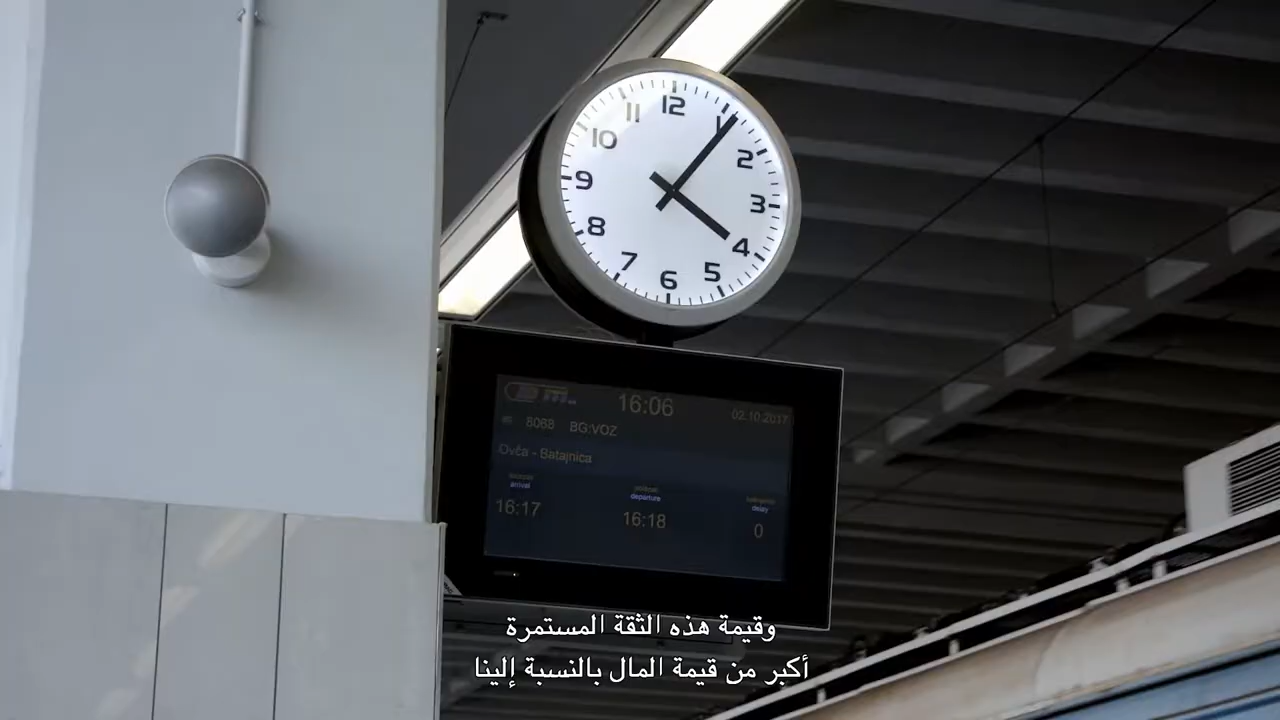 12
11
10
2
9
3
8
4
7
5
6
16:06
02.10.2017
8068 BG:VOZ
Ovča - Batajnica
arrival
departure
delay
16:17
16:18
0
وقيمة هذه الثقة المستمرة
أكبر من قيمة المال بالنسبة إلينا